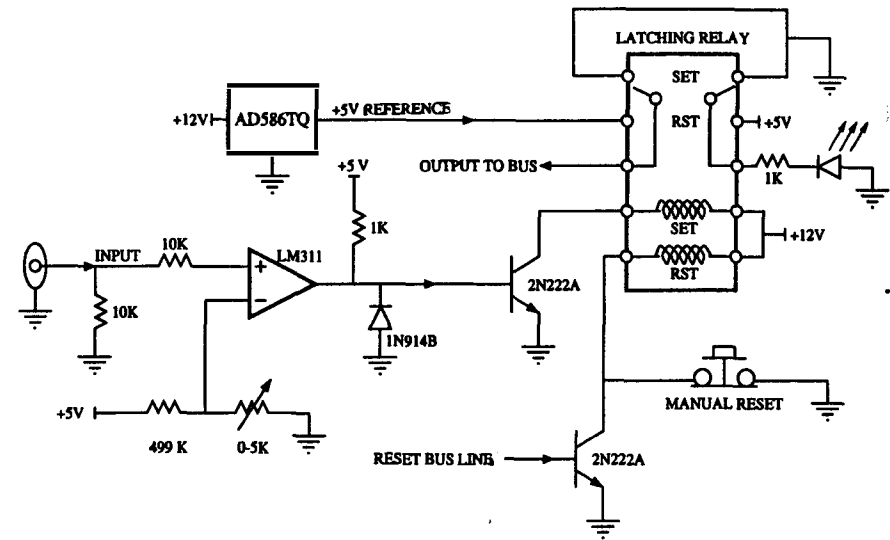 LATCHING RELAY
SET
AD586TQ
+12V
+5V REFERENCE
RST
+5V
+5 V
OUTPUT TO BUS
1K
1K
SET
+12V
INPUT
10K
LM311
RST
2N222A
10K
1N914B
+5V
499 K
0-5K
MANUAL RESET
RESET BUS LINE
2N222A
+
−